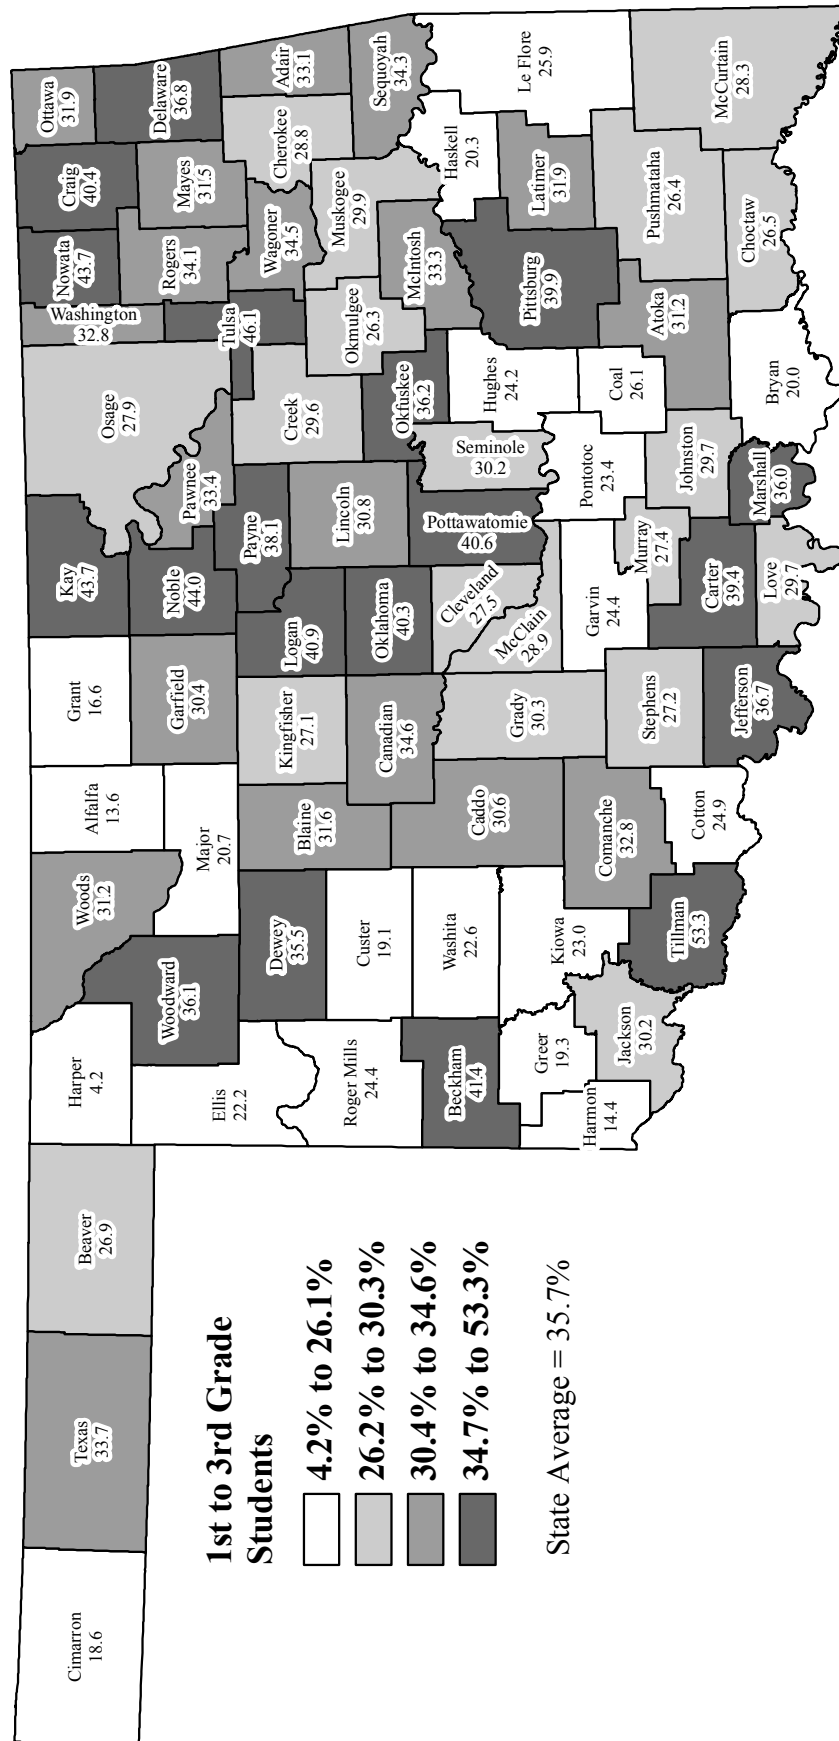 Cimarron
18.6
Texas
33.7
Beaver
26.9
Harper
4.2
Woods
31.2
Alfalfa
13.6
Grant
16.6
Kay
43.7
Osage
27.9
Washington
32.8
Nowata
43.7
Craig
40.4
Ottawa
31.9
Ellis
22.2
Woodward
36.1
Major
20.7
Garfield
30.4
Noble
44.0
Pawnee
33.4
Tulsa
46.1
Rogers
34.1
Mayes
31.5
Delaware
36.8
Roger Mills
24.4
Dewey
35.5
Blaine
31.6
Kingfisher
27.1
Logan
40.9
Payne
38.1
Creek
29.6
Wagoner
34.5
Cherokee
28.8
Adair
33.1
Custer
19.1
Canadian
34.6
Oklahoma
40.3
Lincoln
30.8
Okfuskee
36.2
Okmulgee
26.3
Muskogee
29.9
McIntosh
33.3
Sequoyah
34.3
Beckham
41.4
Washita
22.6
Caddo
30.6
Grady
30.3
Cleveland
27.5
McClain
28.9
Pottawatomie
40.6
Seminole
30.2
Hughes
24.2
Pittsburg
39.9
Haskell
20.3
Le Flore
25.9
Latimer
31.9
Harmon
14.4
Greer
19.3
Kiowa
23.0
Jackson
30.2
Comanche
32.8
Tillman
53.3
Cotton
24.9
Stephens
27.2
Jefferson
36.7
Garvin
24.4
Murray
27.4
Carter
39.4
Love
29.7
Pontotoc
23.4
Johnston
29.7
Marshall
36.0
Coal
26.1
Atoka
31.2
Bryan
20.0
Pushmataha
26.4
Choctaw
26.5
McCurtain
28.3
1st to 3rd Grade
Students
4.2% to 26.1%
26.2% to 30.3%
30.4% to 34.6%
34.7% to 53.3%
State Average = 35.7%